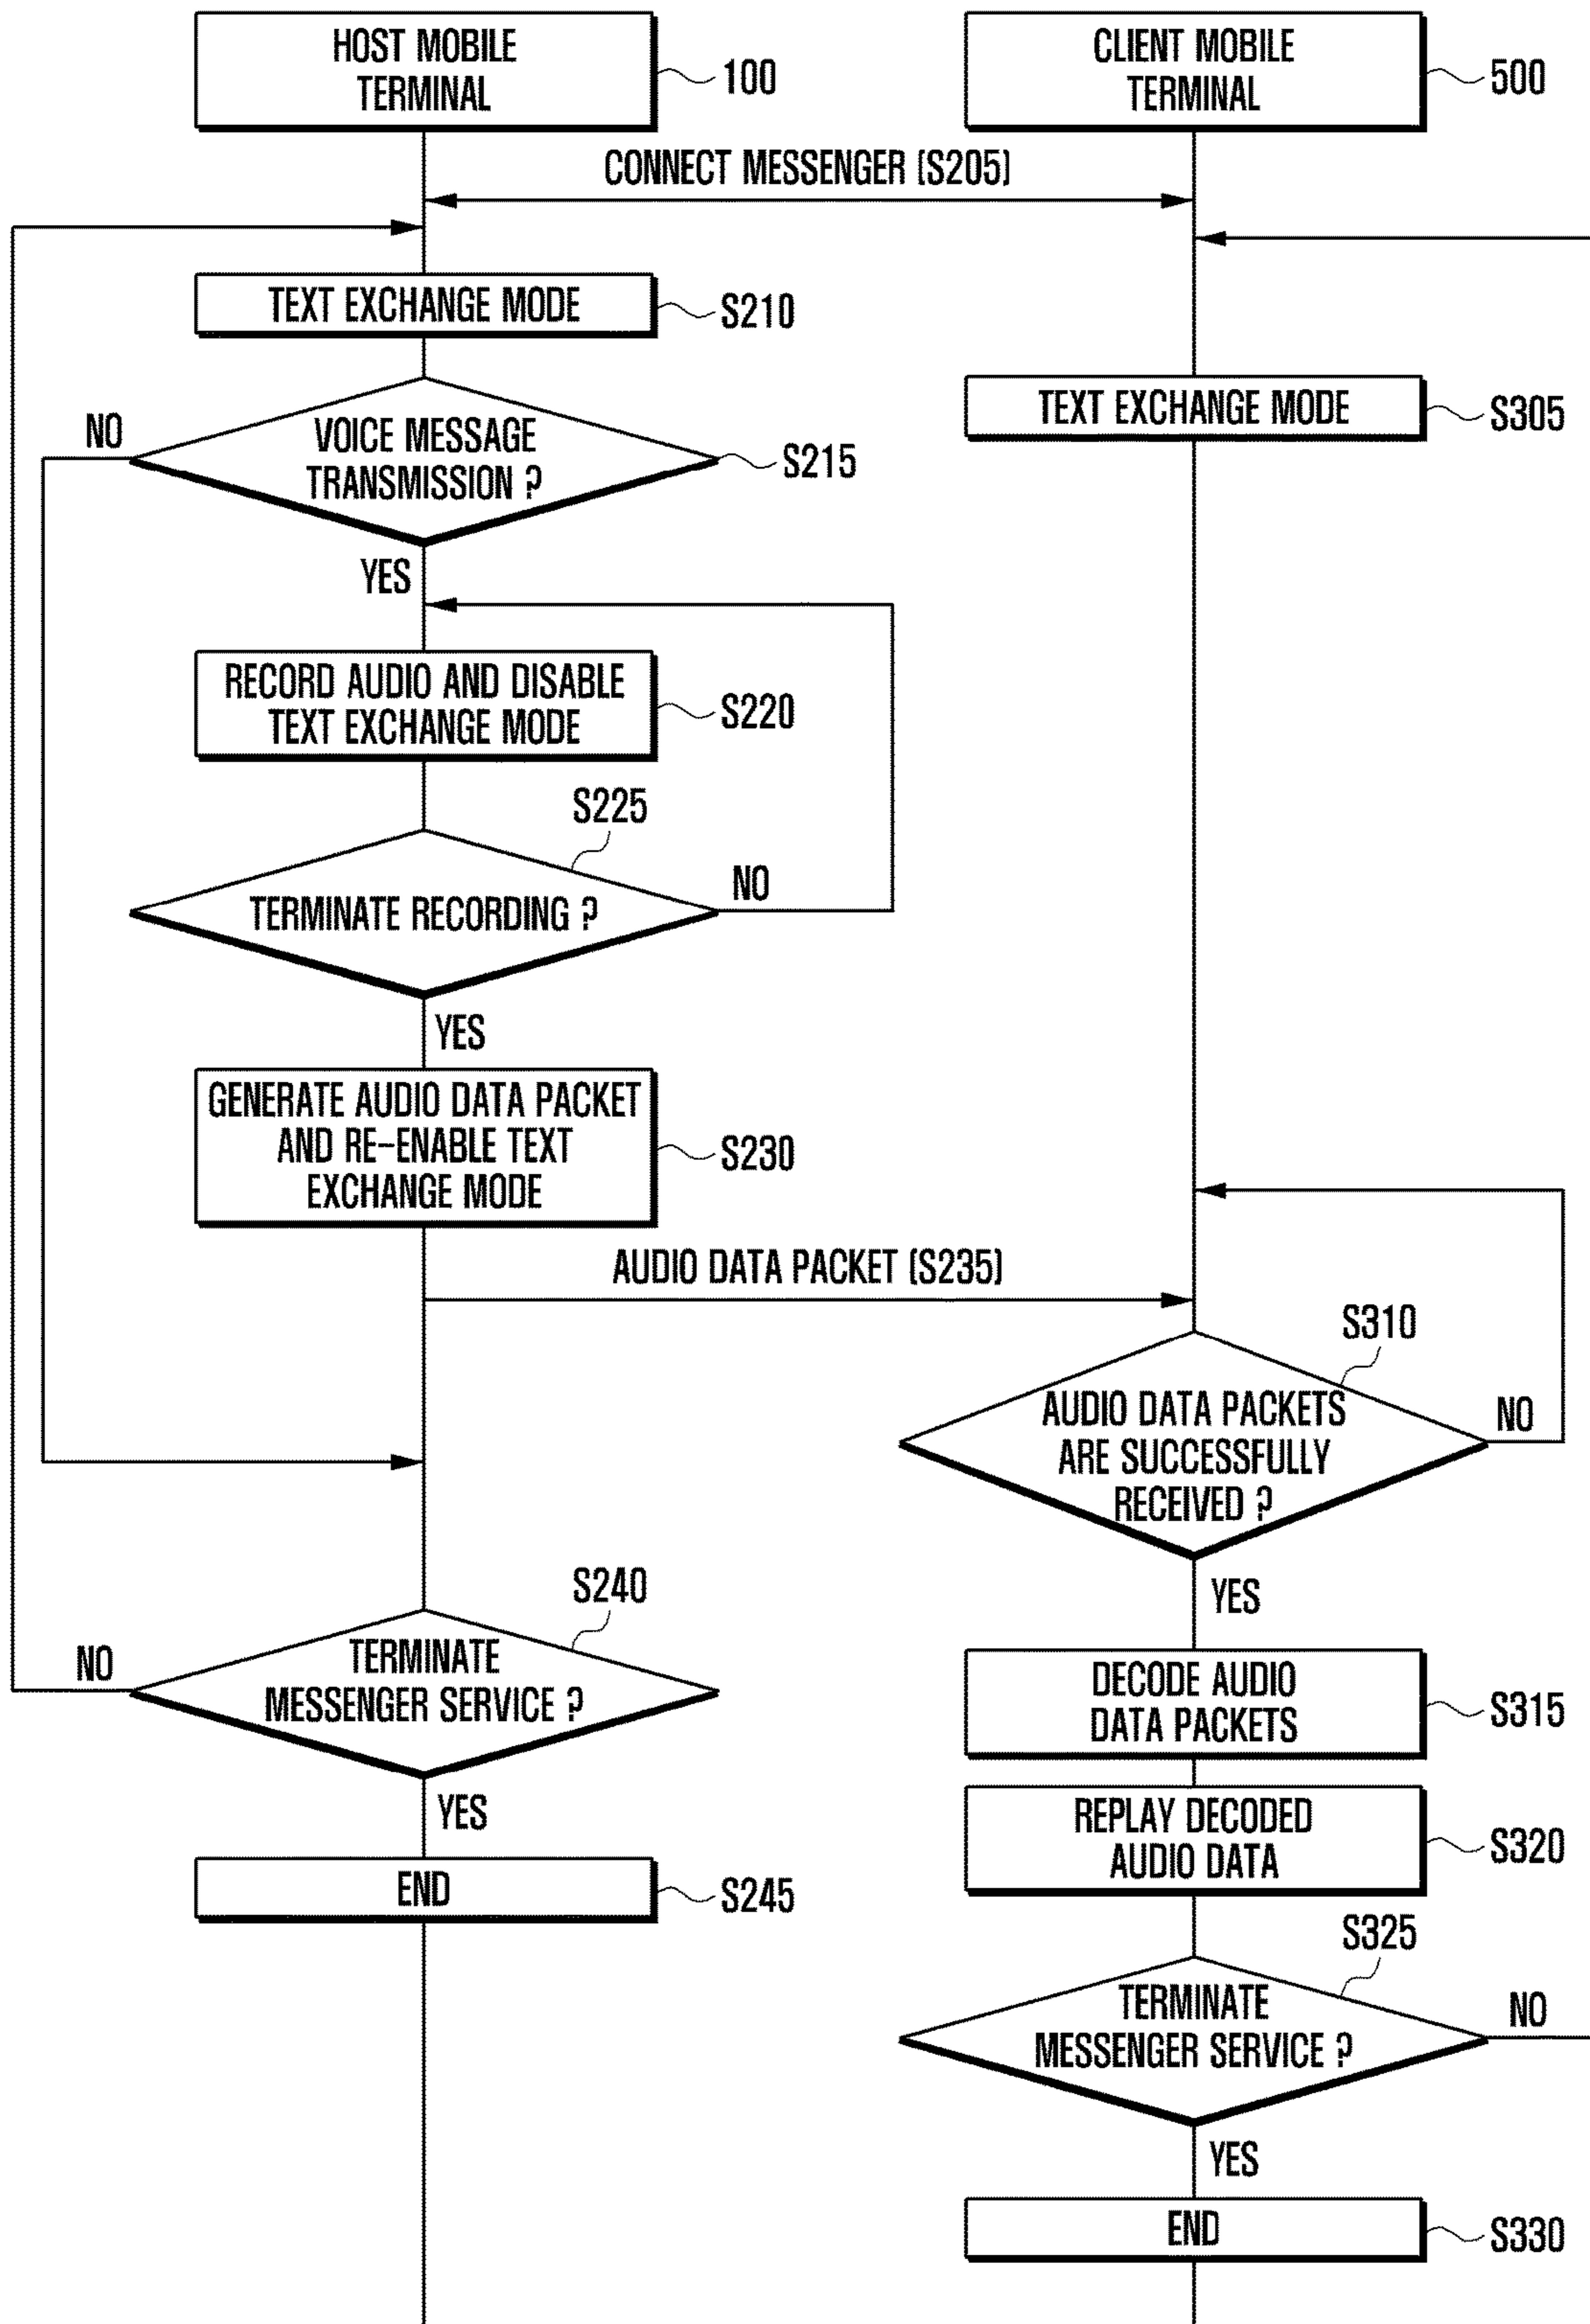 HOST MOBILE
TERMINAL
100
CLIENT MOBILE
TERMINAL
500
CONNECT MESSENGER (S205)
TEXT EXCHANGE MODE
S210
TEXT EXCHANGE MODE
S305
NO
VOICE MESSAGE
TRANSMISSION ?
S215
YES
RECORD AUDIO AND DISABLE
TEXT EXCHANGE MODE
S220
S225
TERMINATE RECORDING ?
NO
YES
GENERATE AUDIO DATA PACKET
AND RE-ENABLE TEXT
EXCHANGE MODE
S230
AUDIO DATA PACKET (S235)
S310
AUDIO DATA PACKETS
ARE SUCCESSFULLY
RECEIVED ?
NO
YES
S240
TERMINATE
MESSENGER SERVICE ?
NO
YES
DECODE AUDIO
DATA PACKETS
S315
REPLAY DECODED
AUDIO DATA
S320
END
S245
S325
TERMINATE
MESSENGER SERVICE ?
NO
YES
END
S330